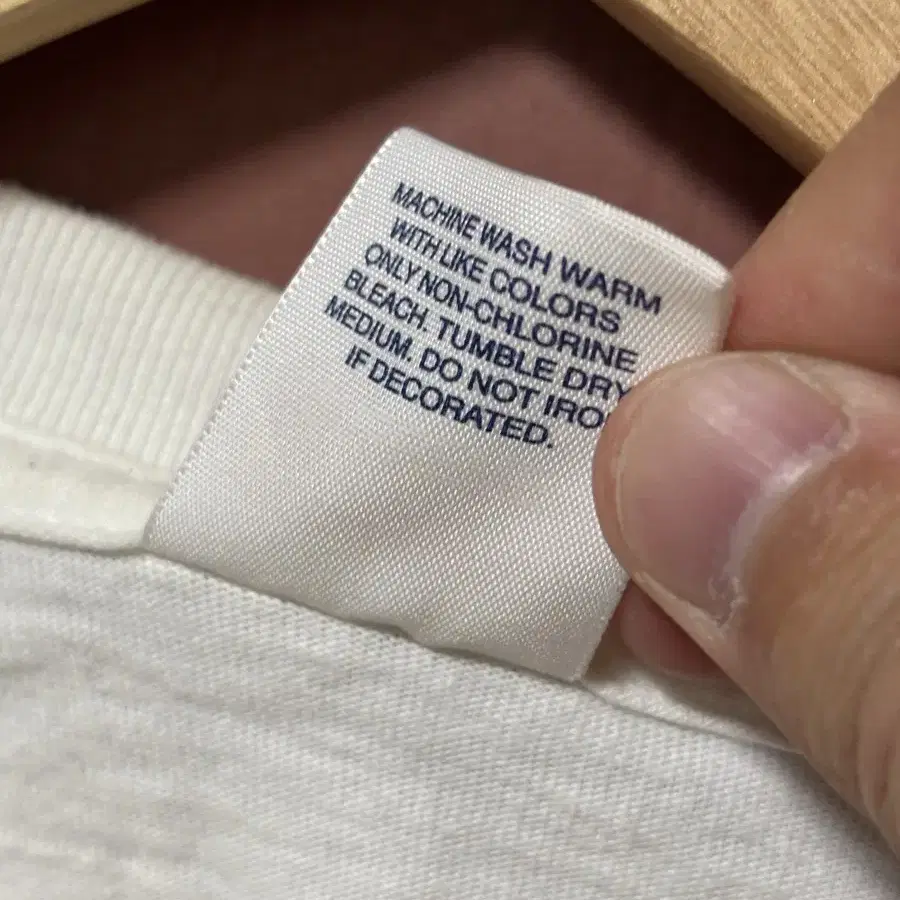 MACHINE WASH WARM
WITH LIKE COLORS
ONLY NON-CHLORINE
BLEACH. TUMBLE DRY
MEDIUM. DO NOT IRO
IF DECORATED.